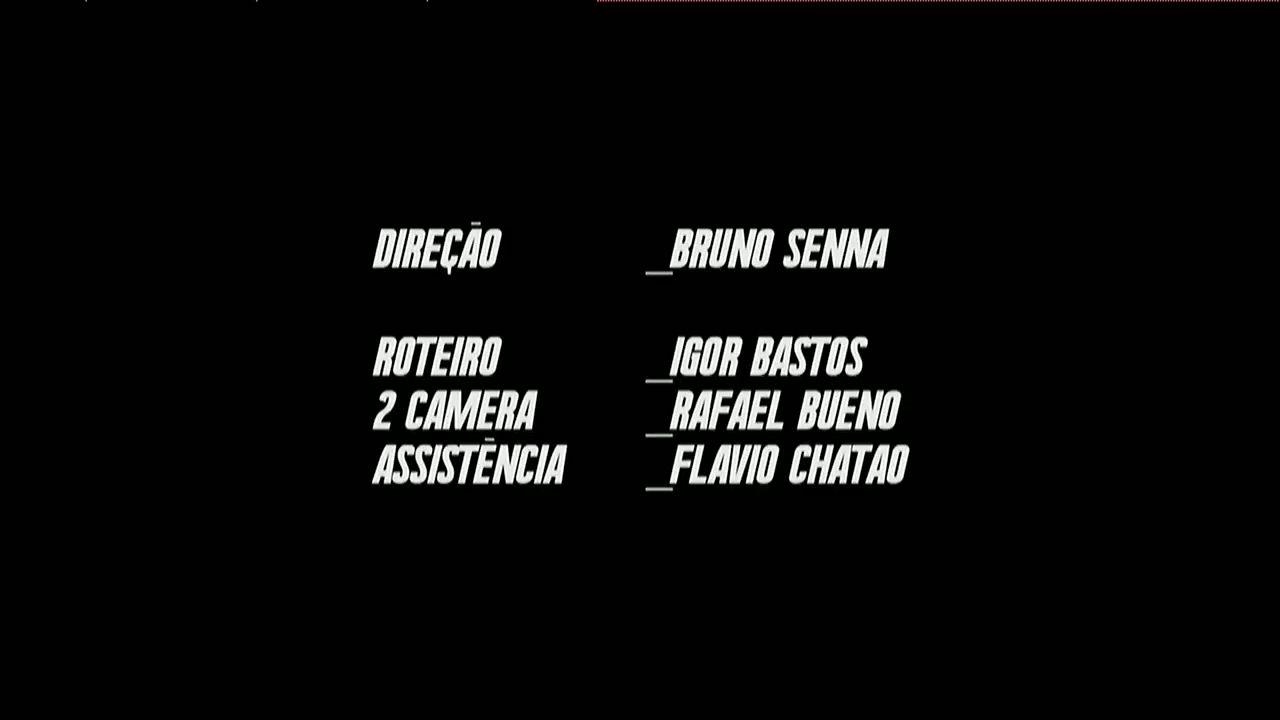 DIREÇÃO _BRUNO SENNA
ROTEIRO _IGOR BASTOS
2 CAMERA _RAFAEL BUENO
ASSISTÊNCIA _FLAVIO CHATAO